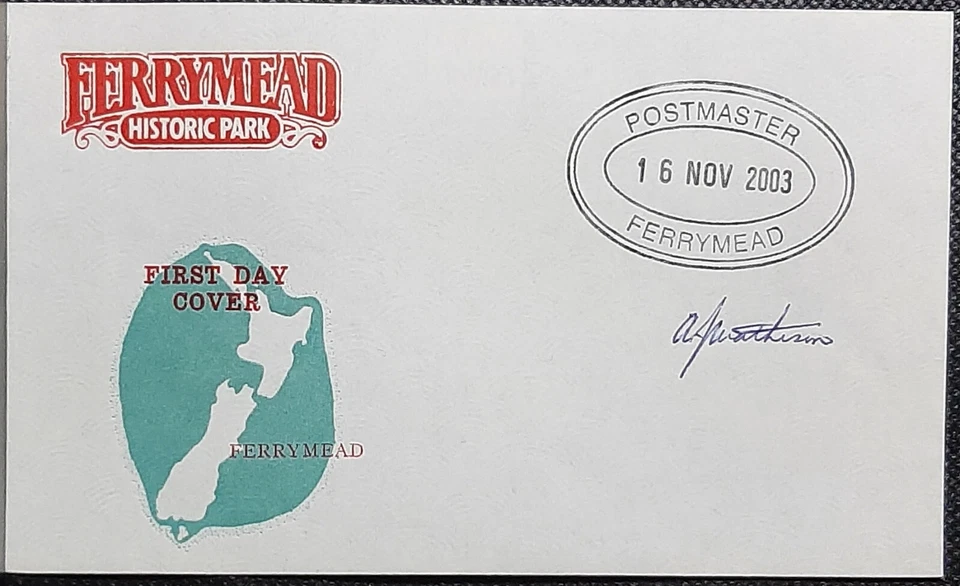 FERRYMEAD
HISTORIC PARK
POSTMASTER
16 NOV 2003
FERRYMEAD
FIRST DAY
COVER
FERRYMEAD